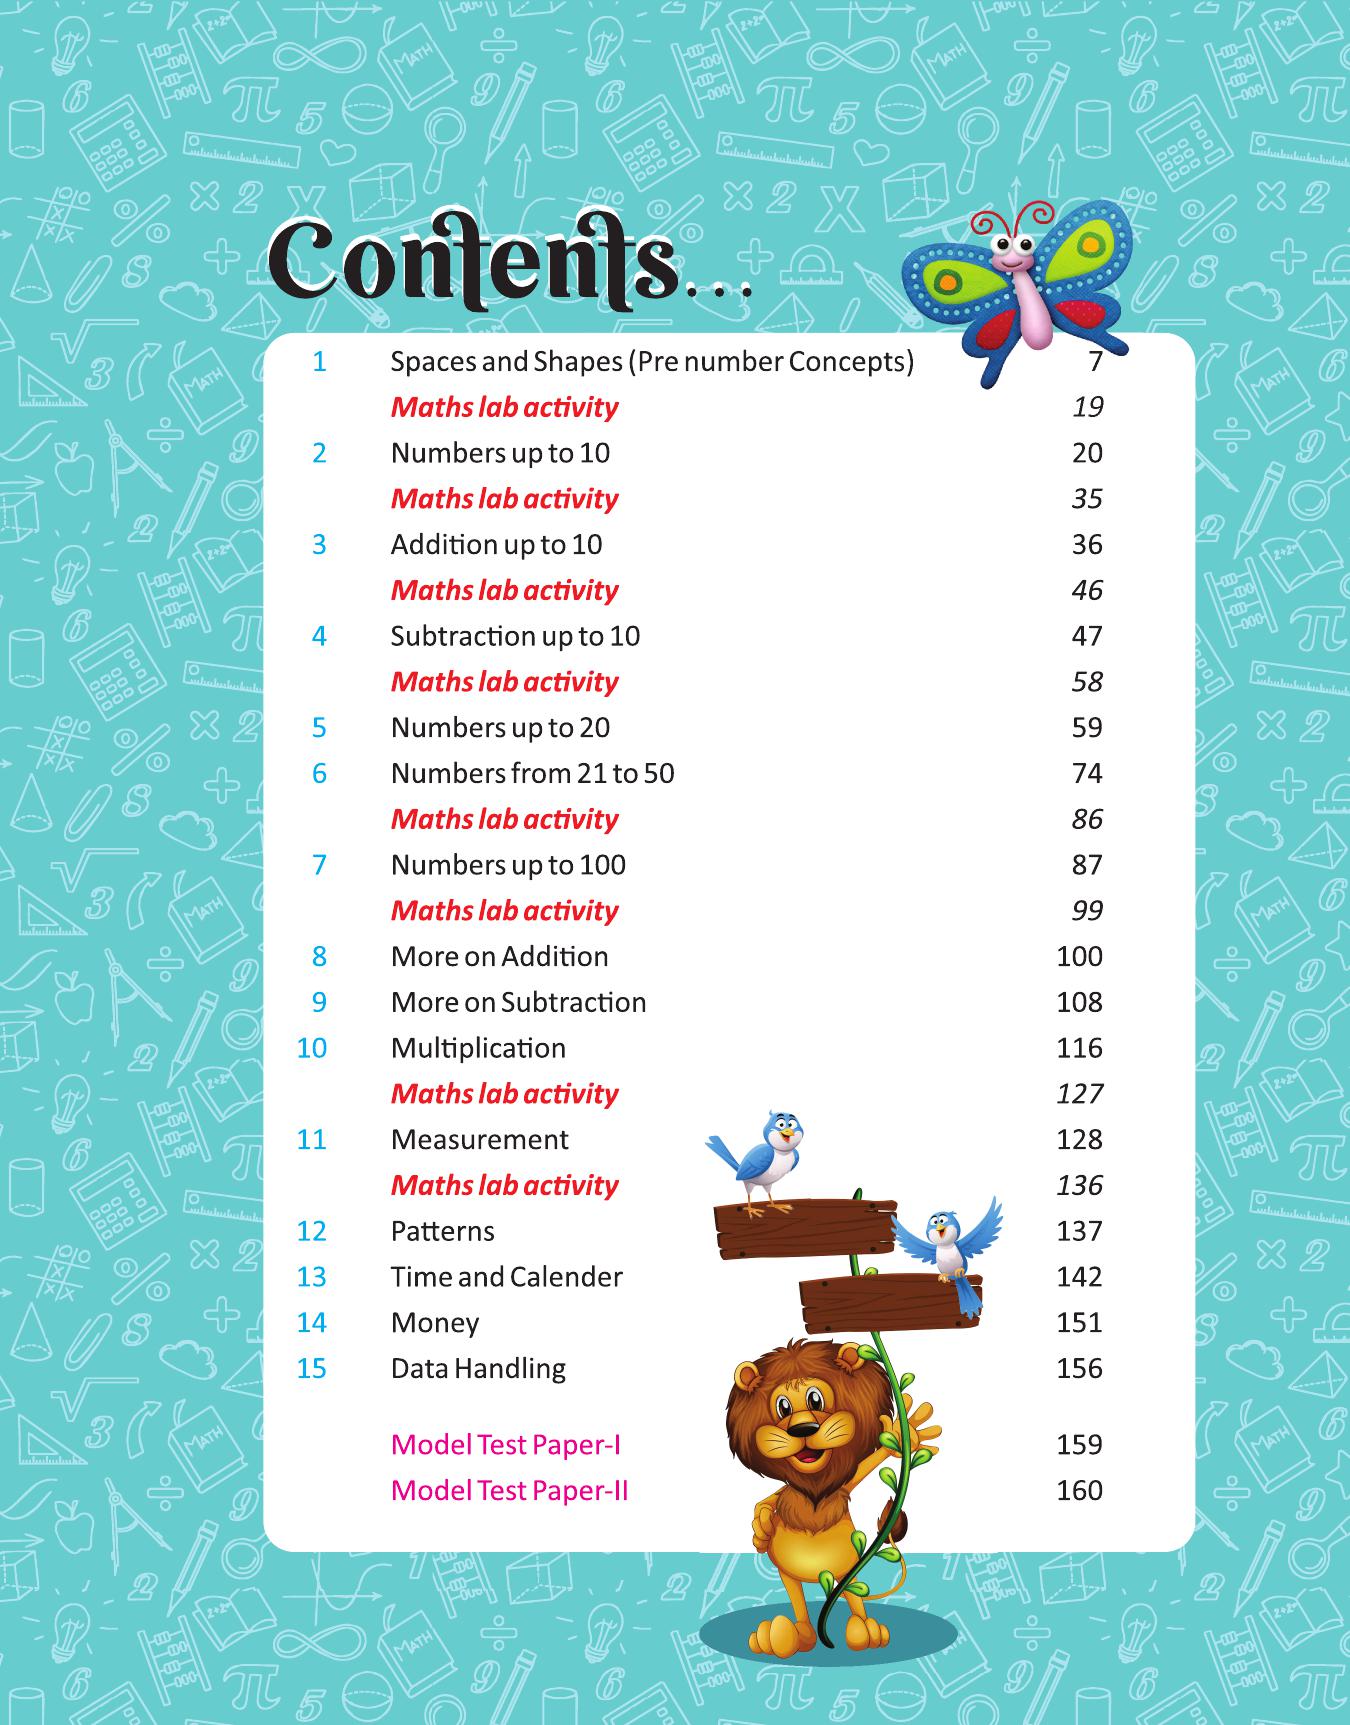 Contents...
1 Spaces and Shapes (Pre number Concepts) 7
Maths lab activity 19
2 Numbers up to 10 20
Maths lab activity 35
3 Addition up to 10 36
Maths lab activity 46
4 Subtraction up to 10 47
Maths lab activity 58
5 Numbers up to 20 59
6 Numbers from 21 to 50 74
Maths lab activity 86
7 Numbers up to 100 87
Maths lab activity 99
8 More on Addition 100
9 More on Subtraction 108
10 Multiplication 116
Maths lab activity 127
11 Measurement 128
Maths lab activity 136
12 Patterns 137
13 Time and Calender 142
14 Money 151
15 Data Handling 156
Model Test Paper-I 159
Model Test Paper-II 160